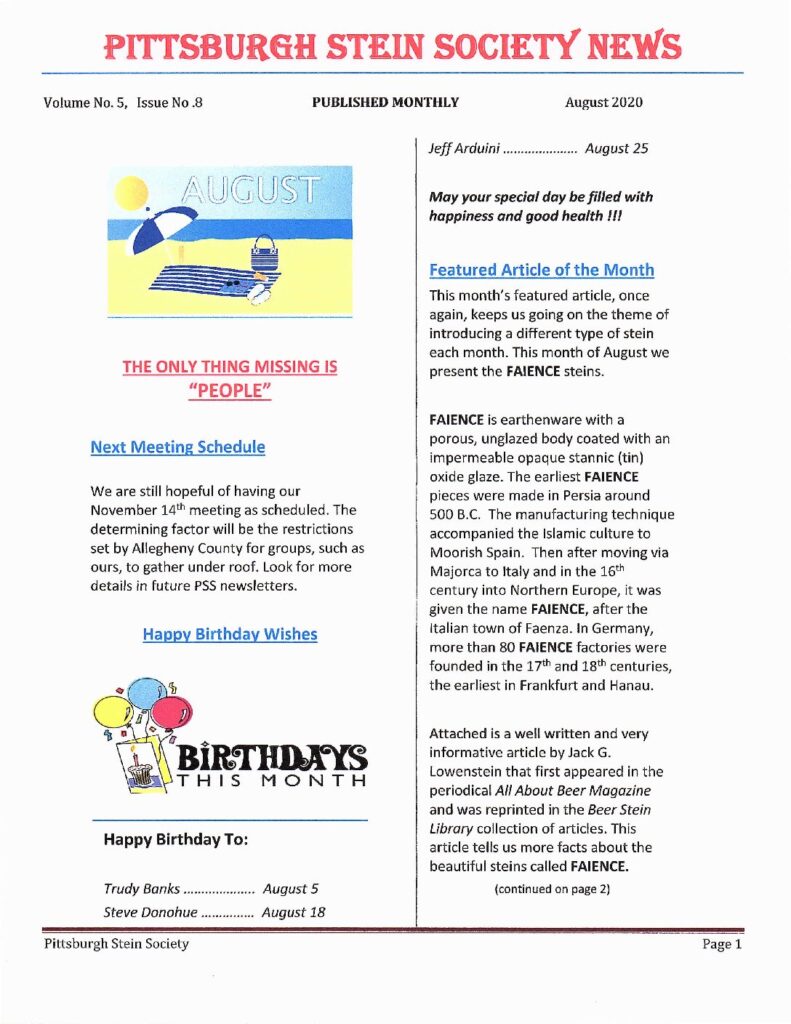 PITTSBURGH STEIN SOCIETY NEWS
Volume No. 5, Issue No .8 PUBLISHED MONTHLY August 2020
AUGUST
THE ONLY THING MISSING IS
“PEOPLE”
Next Meeting Schedule
We are still hopeful of having our
November 14th meeting as scheduled. The
determining factor will be the restrictions
set by Allegheny County for groups, such as
ours, to gather under roof. Look for more
details in future PSS newsletters.
Happy Birthday Wishes
BIRTHDAYS
THIS MONTH
Happy Birthday To:
Trudy Banks .................... August 5
Steve Donohue ............... August 18
Jeff Arduini ..................... August 25
May your special day be filled with
happiness and good health !!!
Featured Article of the Month
This month’s featured article, once
again, keeps us going on the theme of
introducing a different type of stein
each month. This month of August we
present the FAIENCE steins.
FAIENCE is earthenware with a
porous, unglazed body coated with an
impermeable opaque stannic (tin)
oxide glaze. The earliest FAIENCE
pieces were made in Persia around
500 B.C. The manufacturing technique
accompanied the Islamic culture to
Moorish Spain. Then after moving via
Majorca to Italy and in the 16th
century into Northern Europe, it was
given the name FAIENCE, after the
Italian town of Faenza. In Germany,
more than 80 FAIENCE factories were
founded in the 17th and 18th centuries,
the earliest in Frankfurt and Hanau.
Attached is a well written and very
informative article by Jack G.
Lowenstein that first appeared in the
periodical All About Beer Magazine
and was reprinted in the Beer Stein
Library collection of articles. This
article tells us more facts about the
beautiful steins called FAIENCE.
(continued on page 2)
Pittsburgh Stein Society Page 1